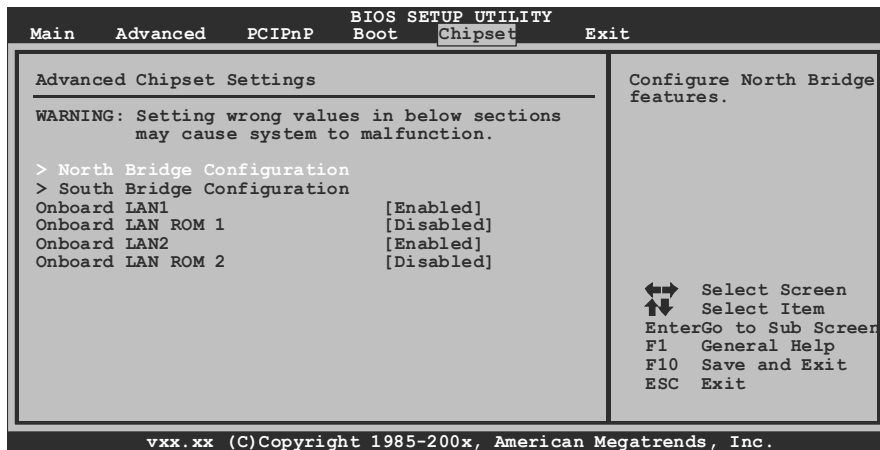 BIOS SETUP UTILITY
Main Advanced PCIPnP Boot Chipset Exit
Advanced Chipset Settings
WARNING: Setting wrong values in below sections
may cause system to malfunction.
> North Bridge Configuration
> South Bridge Configuration
Onboard LAN1 [Enabled]
Onboard LAN ROM 1 [Disabled]
Onboard LAN2 [Enabled]
Onboard LAN ROM 2 [Disabled]
Configure North Bridge
features.
Select Screen
Select Item
EnterGo to Sub Screen
F1 General Help
F10 Save and Exit
ESC Exit
vxx.xx (C)Copyright 1985-200x, American Megatrends, Inc.